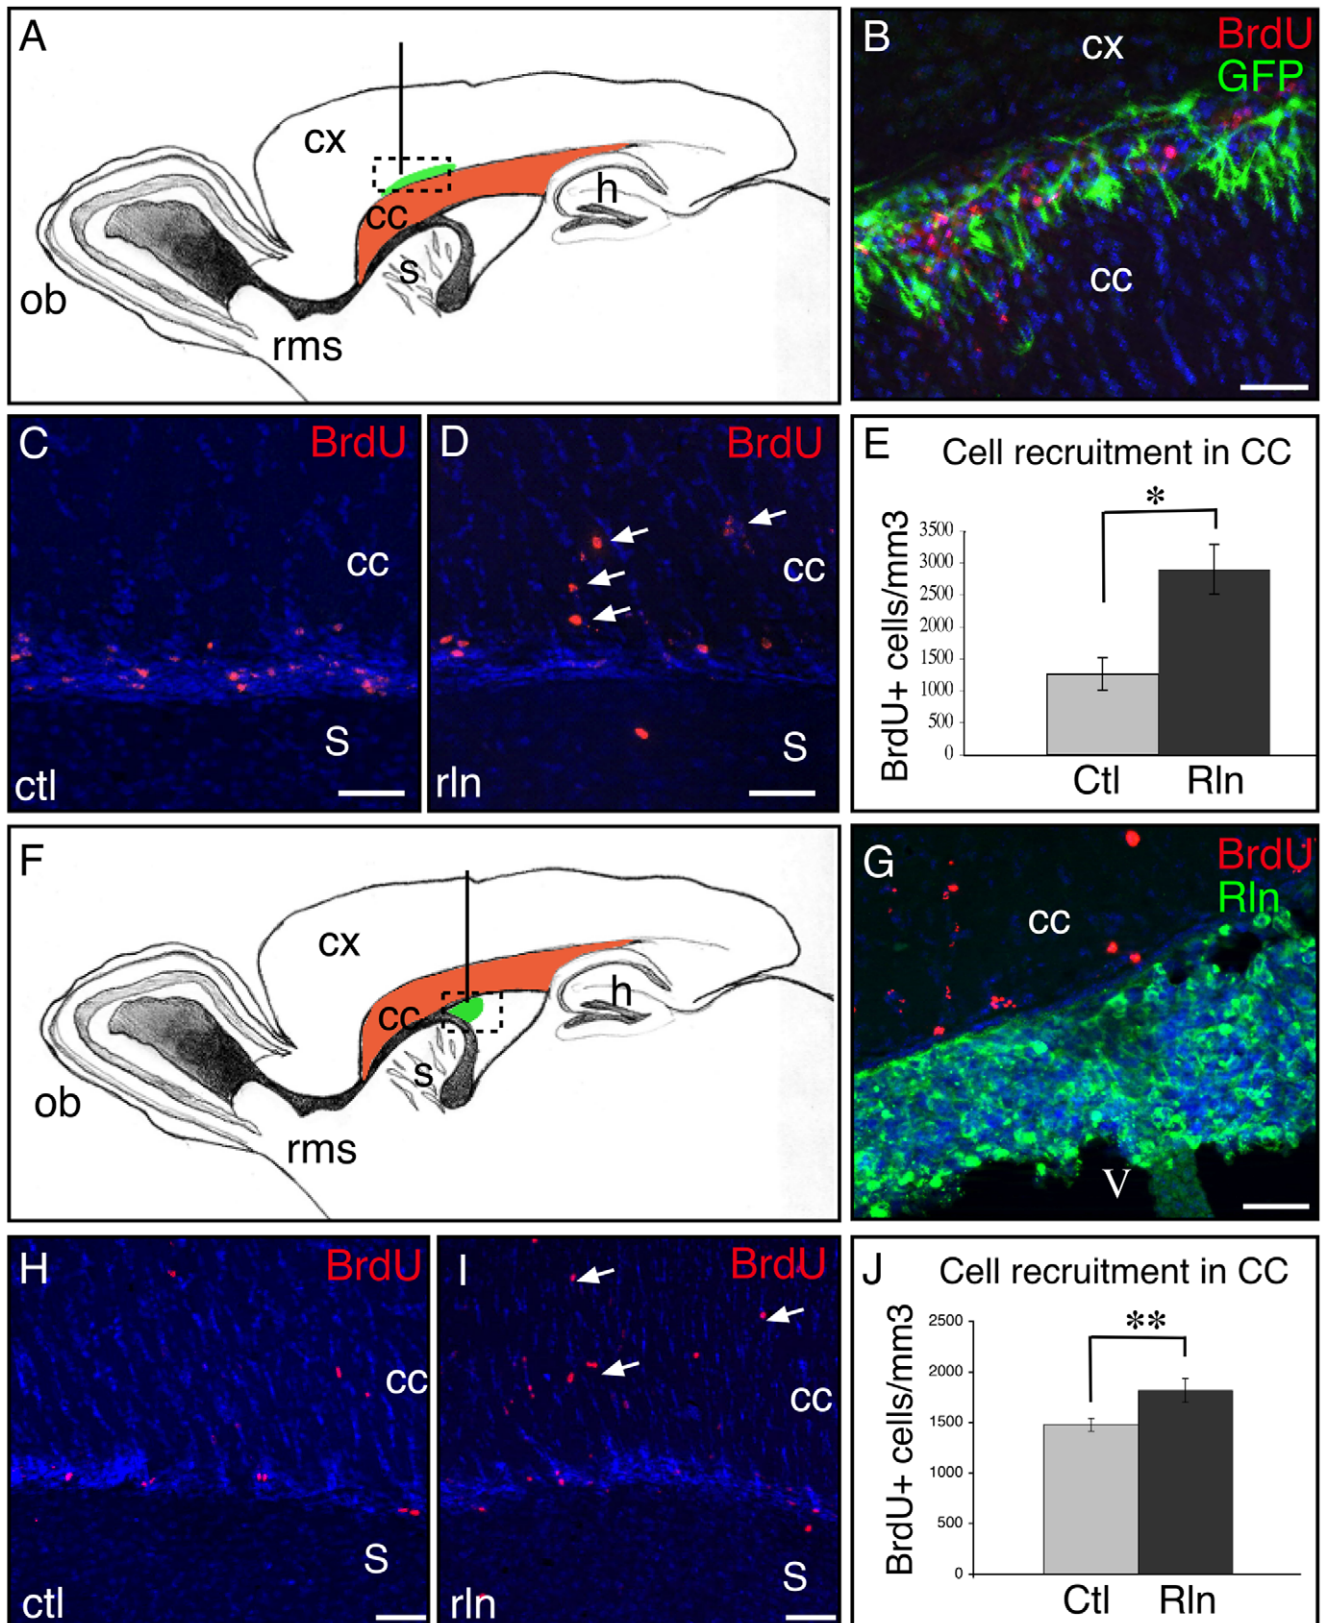 A
cx
cc
h
s
ob
rms
B
cx
BrdU
GFP
cc
C
BrdU
cc
S
ctl
D
BrdU
cc
S
rln
E
Cell recruitment in CC
*
BrdU+ cells/mm3
3500
3000
2500
2000
1500
1000
500
0
Ctl
Rln
F
cx
cc
h
s
ob
rms
G
BrdU
Rln
cc
V
H
BrdU
cc
S
ctl
I
BrdU
cc
S
rln
J
Cell recruitment in CC
**
BrdU+ cells/mm3
2500
2000
1500
1000
500
0
Ctl
Rln